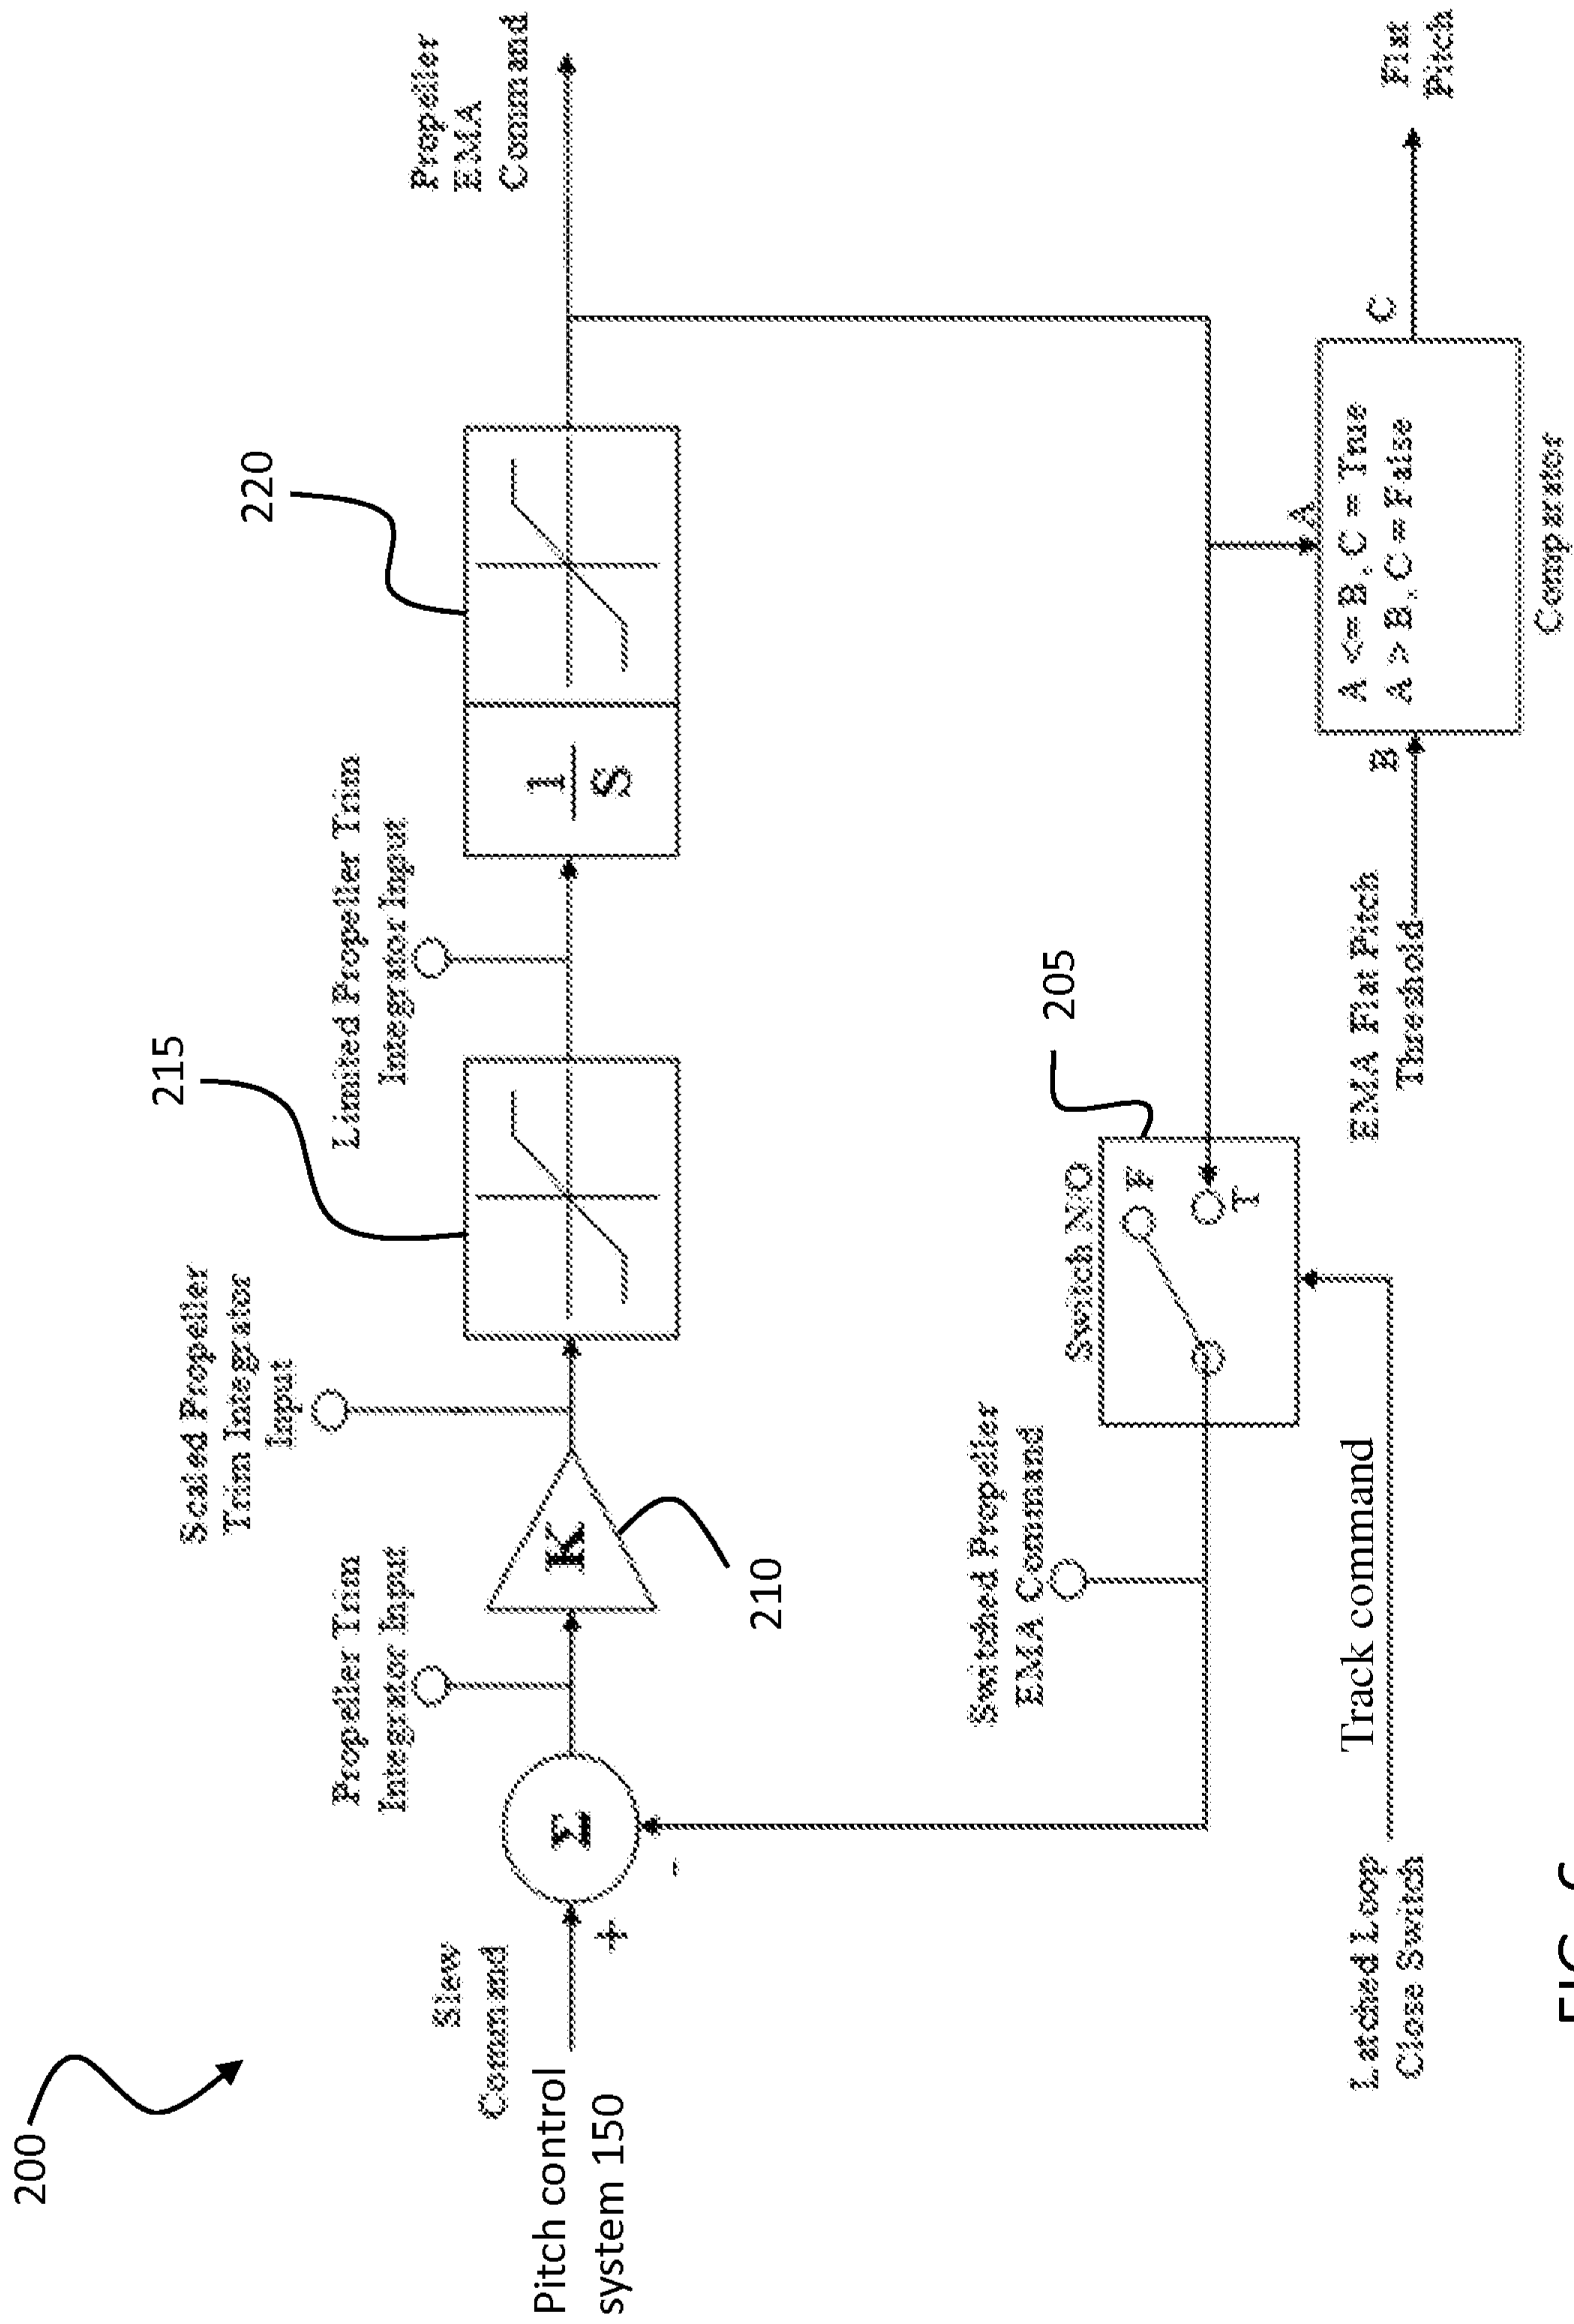 200
Pitch control
system 150
Slew
Command
+
-
Σ
Propeller Trim
Integrator Input
K
210
Scaled Propeller
Trim Integrator
Input
215
Limited Propeller Trim
Integrator Input
1
S
220
Propeller
EMA
Command
Switched Propeller
EMA Command
Switch N/O
F
T
205
Latched Loop
Close Switch
Track command
EMA Flat Pitch
Threshold
B
A
A <= B, C = True
A > B, C = False
C
Comparator
Flat
Pitch
FIG.